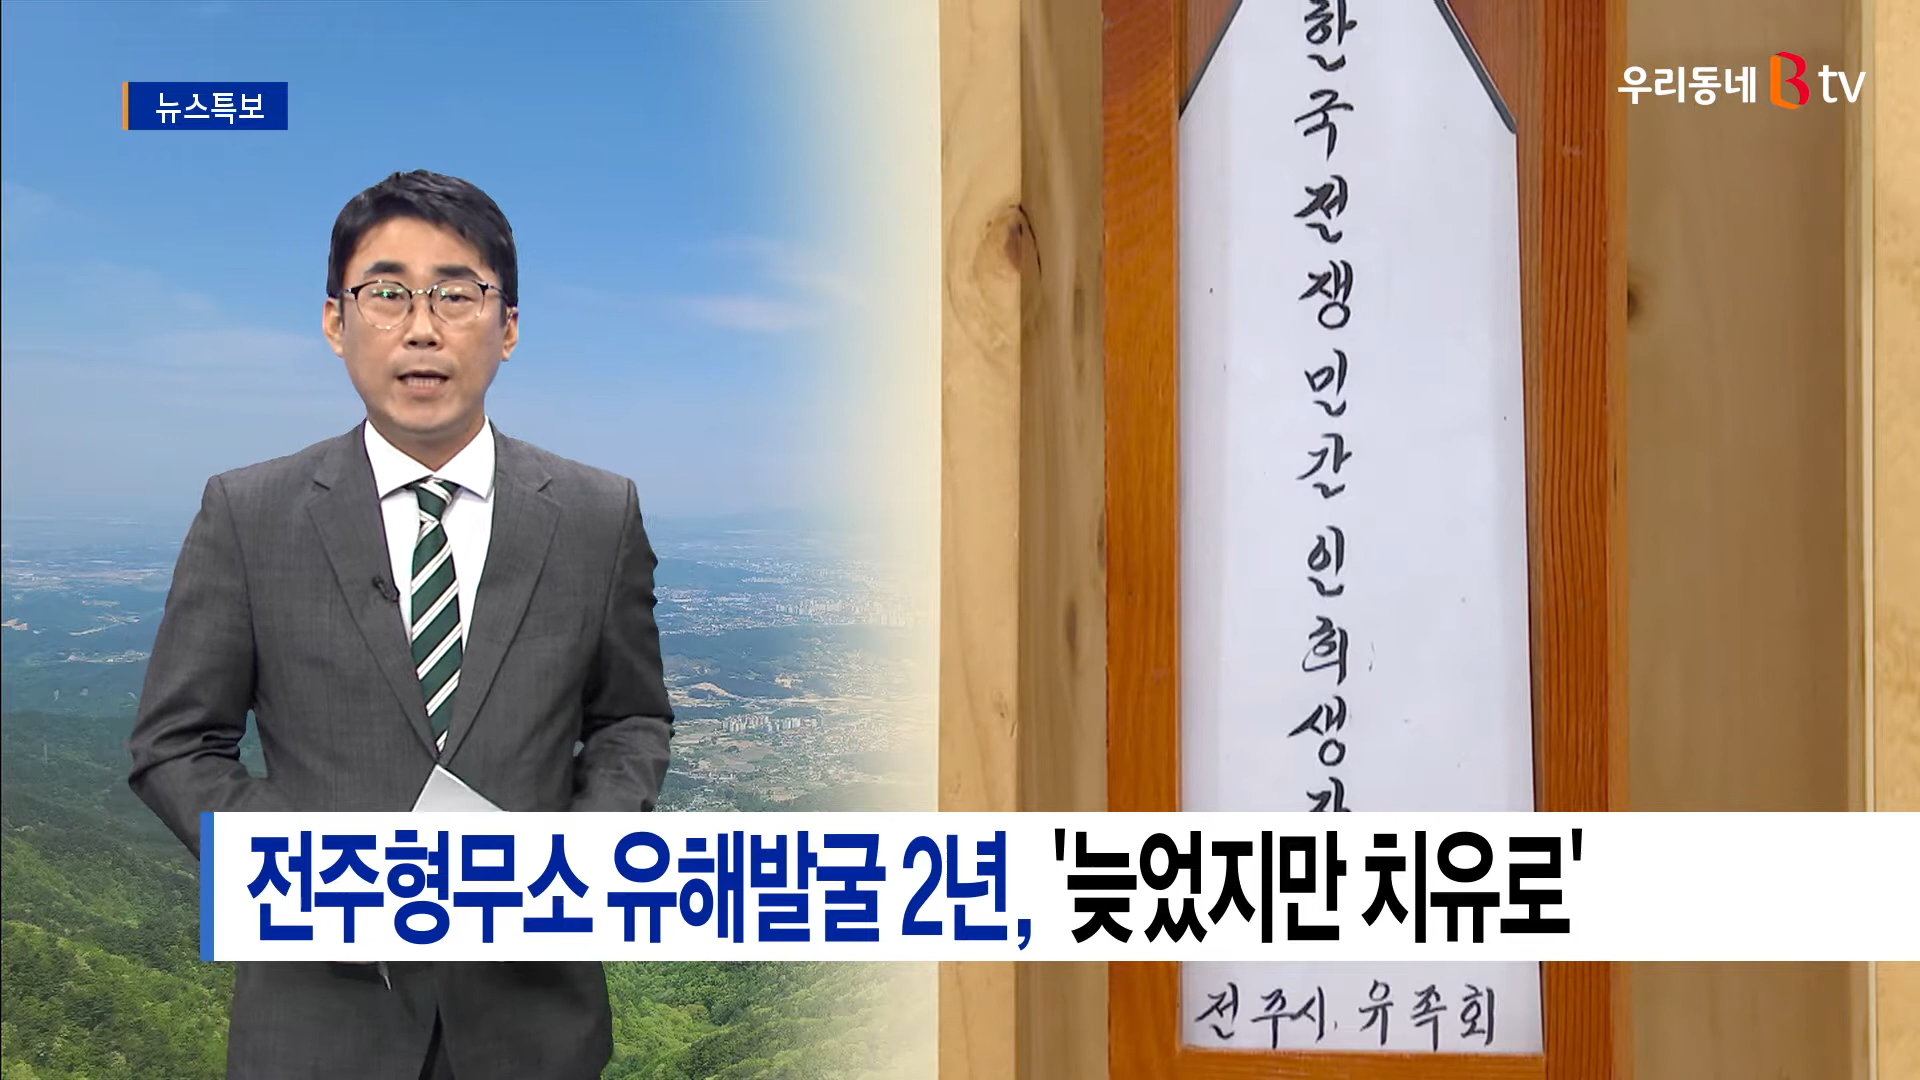 뉴스특보
우리동네 B tv
한국전쟁민간인희생자
전주형무소 유해발굴 2년, '늦었지만 치유로'
전주시. 유족회